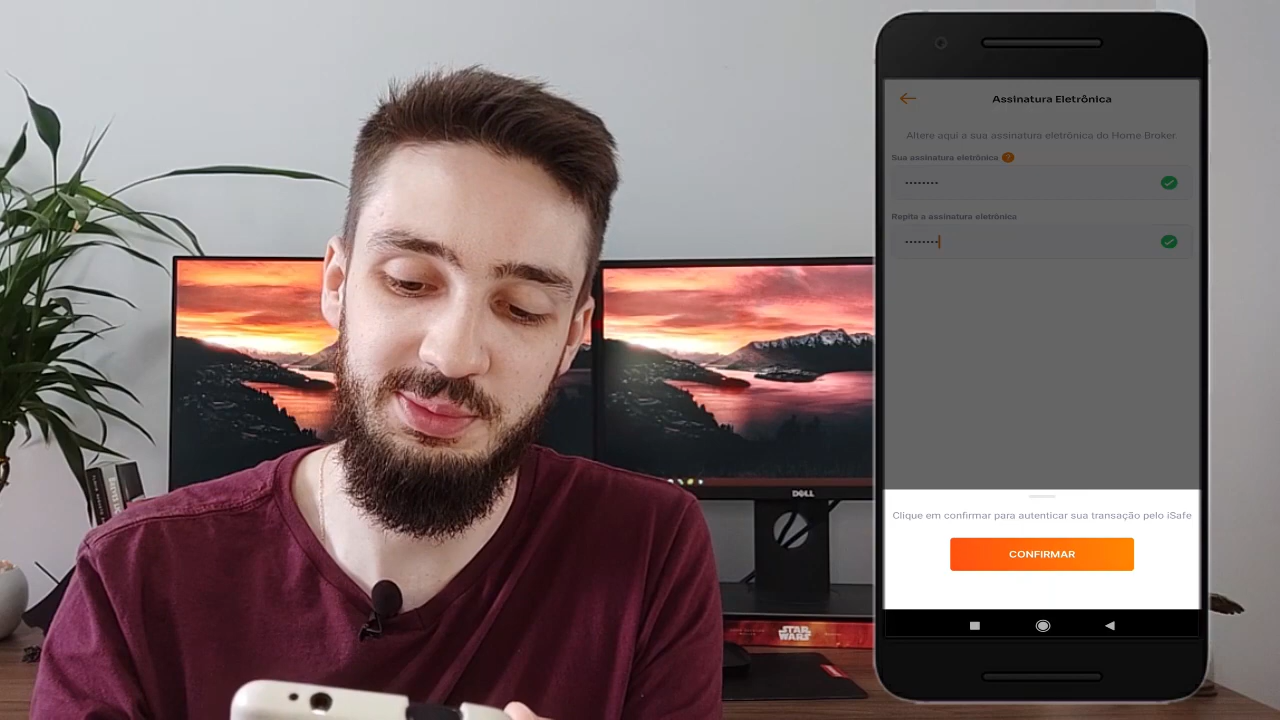 Assinatura Eletrônica
Altere aqui a sua assinatura eletrônica do Home Broker.
Sua assinatura eletrônica ?
Repita a assinatura eletrônica
Clique em confirmar para autenticar sua transação pelo iSafe
CONFIRMAR
DELL
STAR
WARS